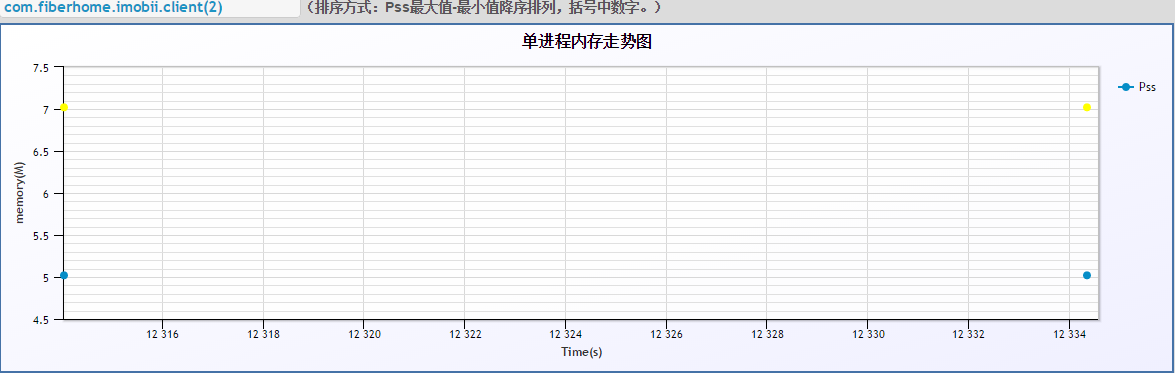 com.fiberhome.imobii.client(2) （排序方式：Pss最大值-最小值降序排列，括号中数字。）
单进程内存走势图
7.5
7
6.5
6
5.5
5
4.5
memory(M)
Pss
12 316 12 318 12 320 12 322 12 324 12 326 12 328 12 330 12 332 12 334
Time(s)